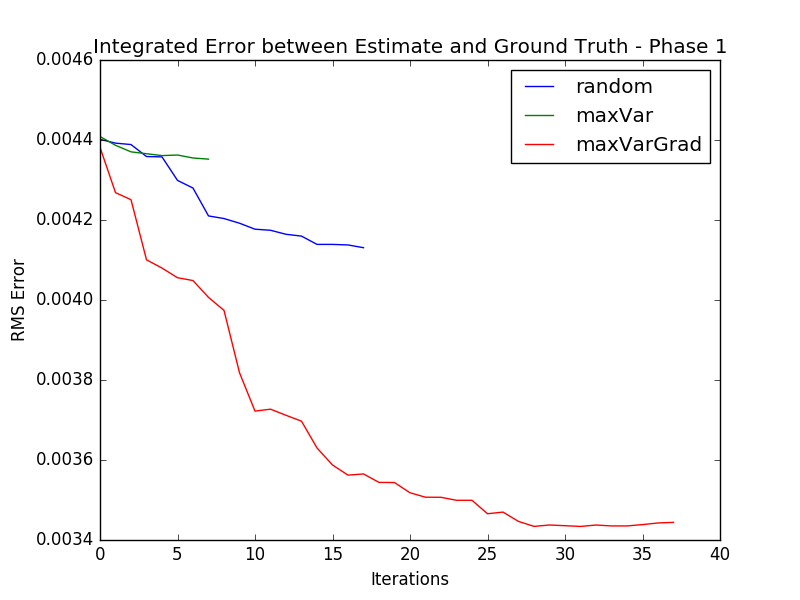 Integrated Error between Estimate and Ground Truth - Phase 1
0.0046
0.0044
0.0042
0.0040
0.0038
0.0036
0.0034
RMS Error
random
maxVar
maxVarGrad
0 5 10 15 20 25 30 35 40
Iterations